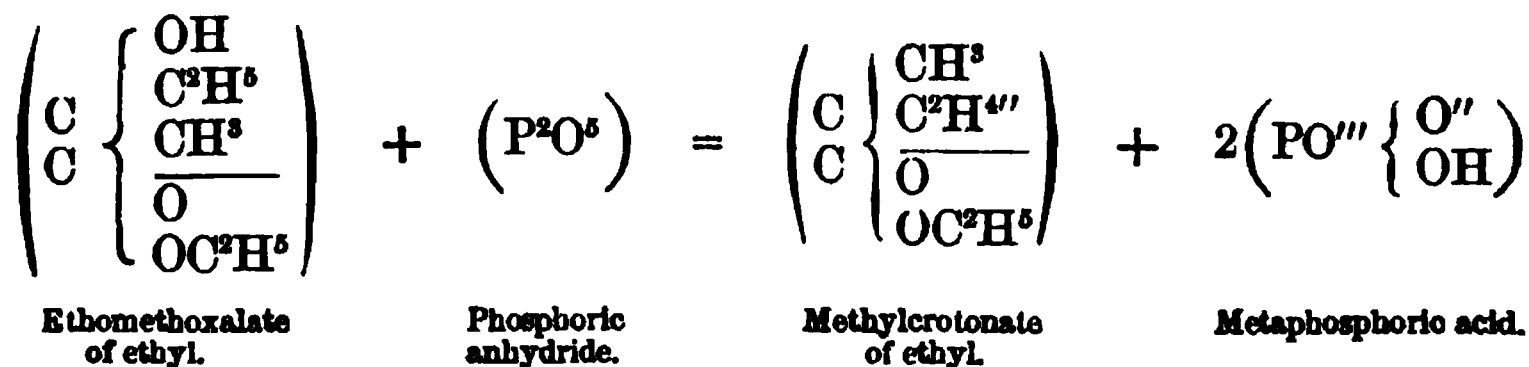 ( C C { OH C²H⁵ CH³ O OC²H⁵ ) + (P²O⁵) = ( C C { CH³ C²H⁴″ O OC²H⁵ ) + 2(PO‴ { O″ OH )
Ethomethoxalate of ethyl.
Phosphoric anhydride.
Methylcrotonate of ethyl.
Metaphosphoric acid.